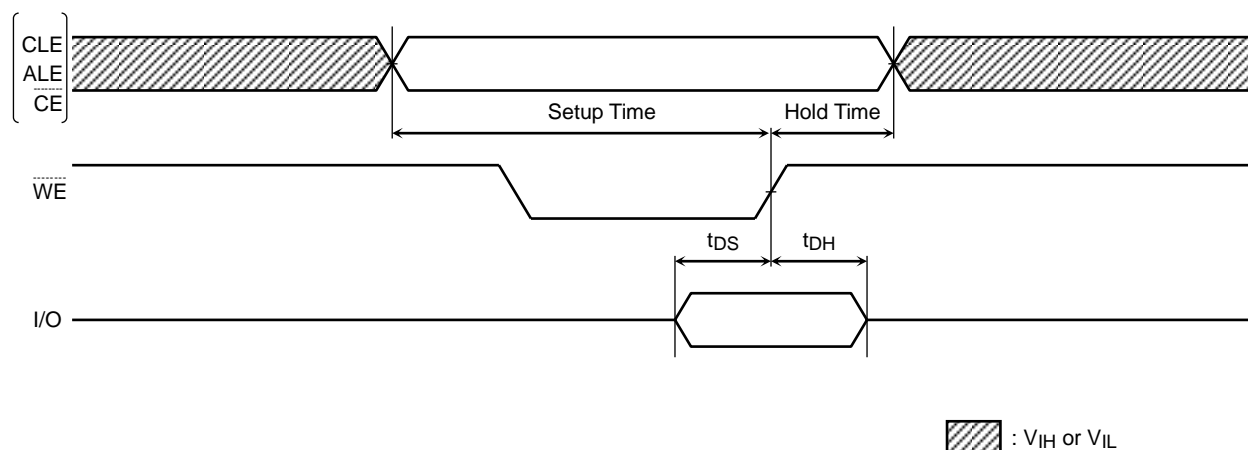 CLE
ALE
CE
Setup Time
Hold Time
WE
tDS
tDH
I/O
: VIH or VIL